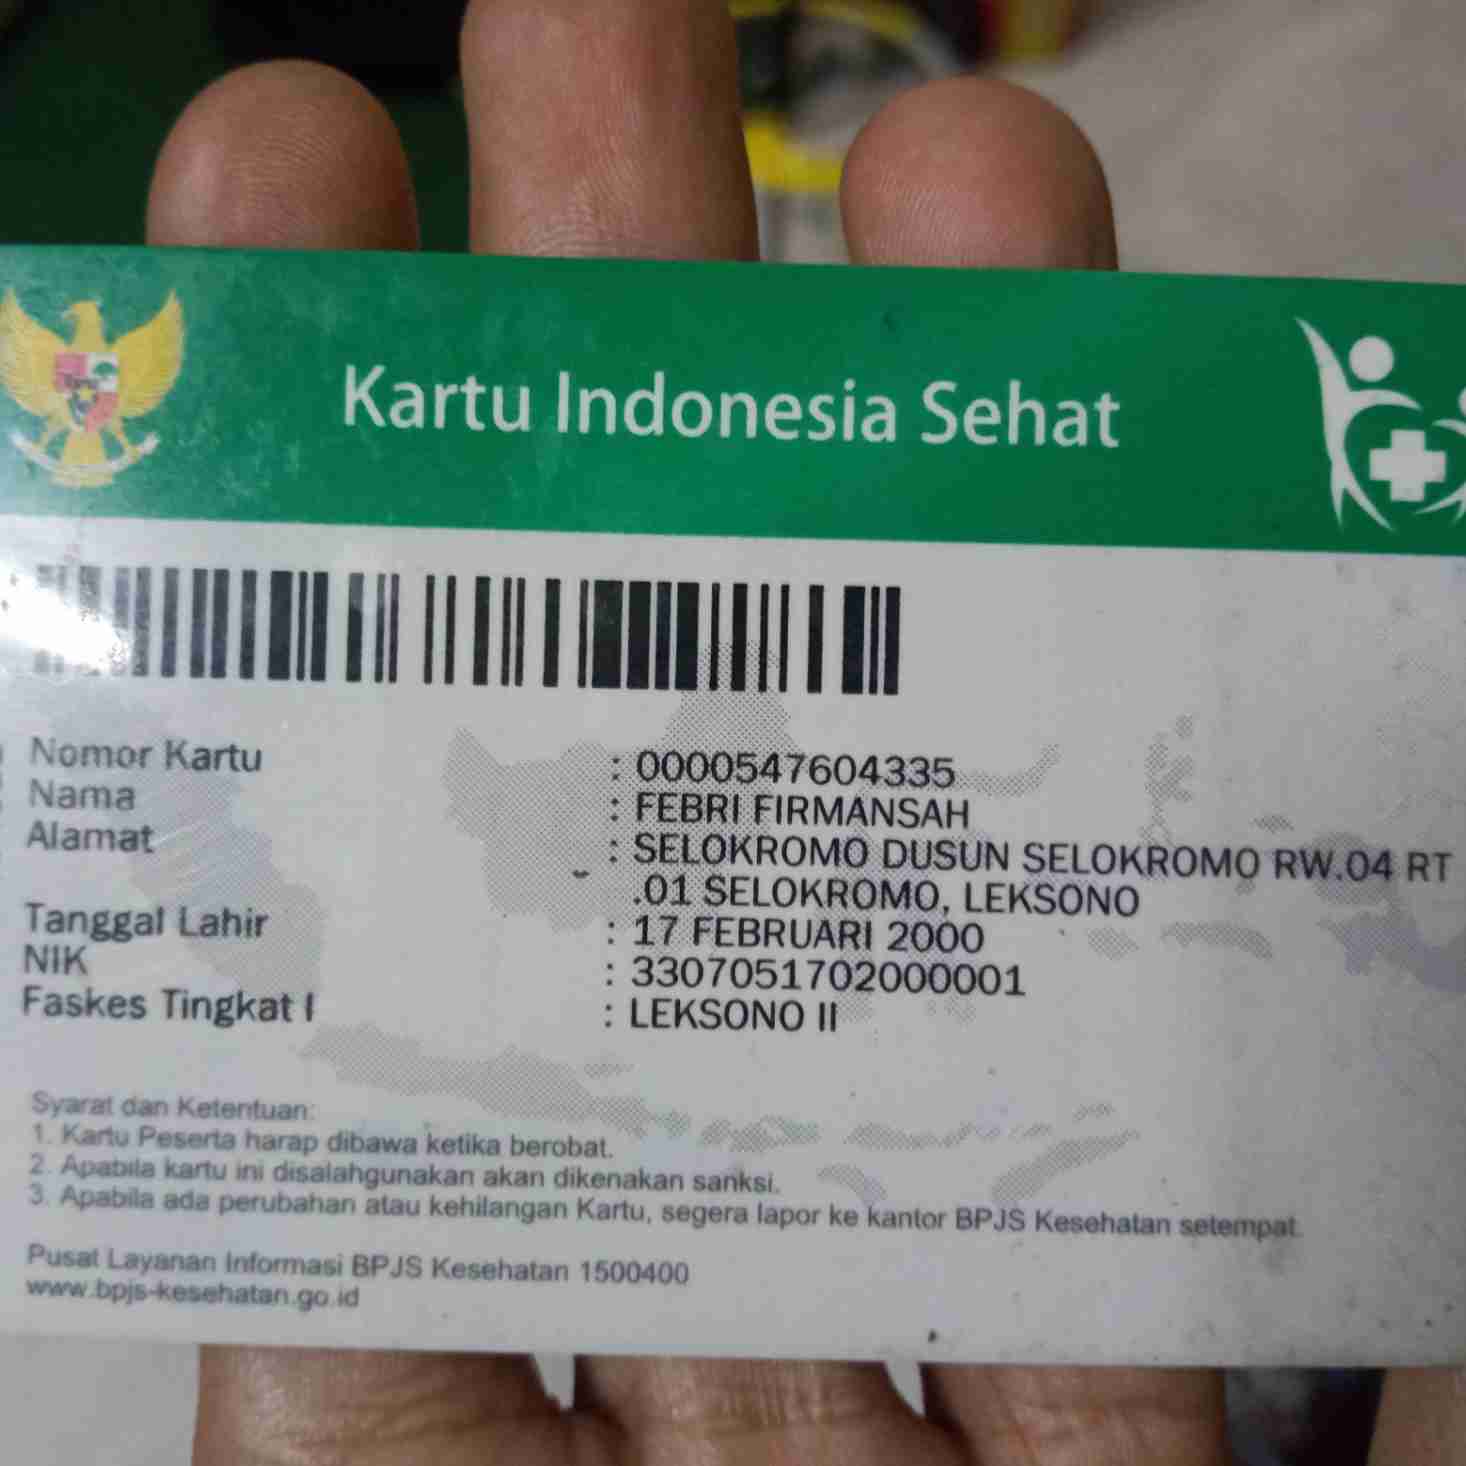 Kartu Indonesia Sehat
Nomor Kartu : 0000547604335
Nama : FEBRI FIRMANSAH
Alamat : SELOKROMO DUSUN SELOKROMO RW.04 RT
.01 SELOKROMO, LEKSONO
Tanggal Lahir : 17 FEBRUARI 2000
NIK : 3307051702000001
Faskes Tingkat I : LEKSONO II
Syarat dan Ketentuan:
1. Kartu Peserta harap dibawa ketika berobat.
2. Apabila kartu ini disalahgunakan akan dikenakan sanksi.
3. Apabila ada perubahan atau kehilangan Kartu, segera lapor ke kantor BPJS Kesehatan setempat.
Pusat Layanan Informasi BPJS Kesehatan 1500400
www.bpjs-kesehatan.go.id